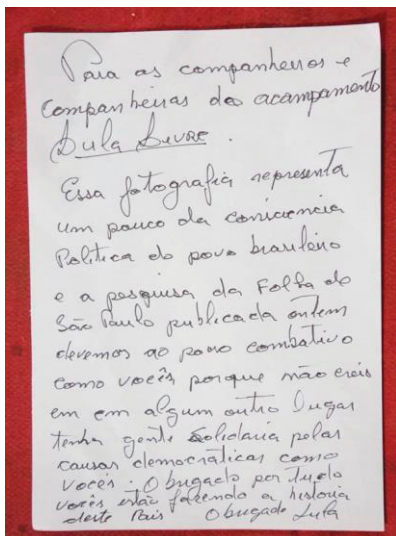 Para as companheiros e
companheiras do acampamento
Lula Livre.
Essa fotografia representa
um pouco da conciencia
Politica do povo brasileiro
e a pesquisa da Folha de
São Paulo publicada ontem
devemos ao povo combativo
como vocês porque não creio
em em algum outro lugar
tenha gente solidaria pelas
causas democráticas como
vocês. Obrigado por tudo
vocês estão fazendo a historia
deste País Obrigado Lula